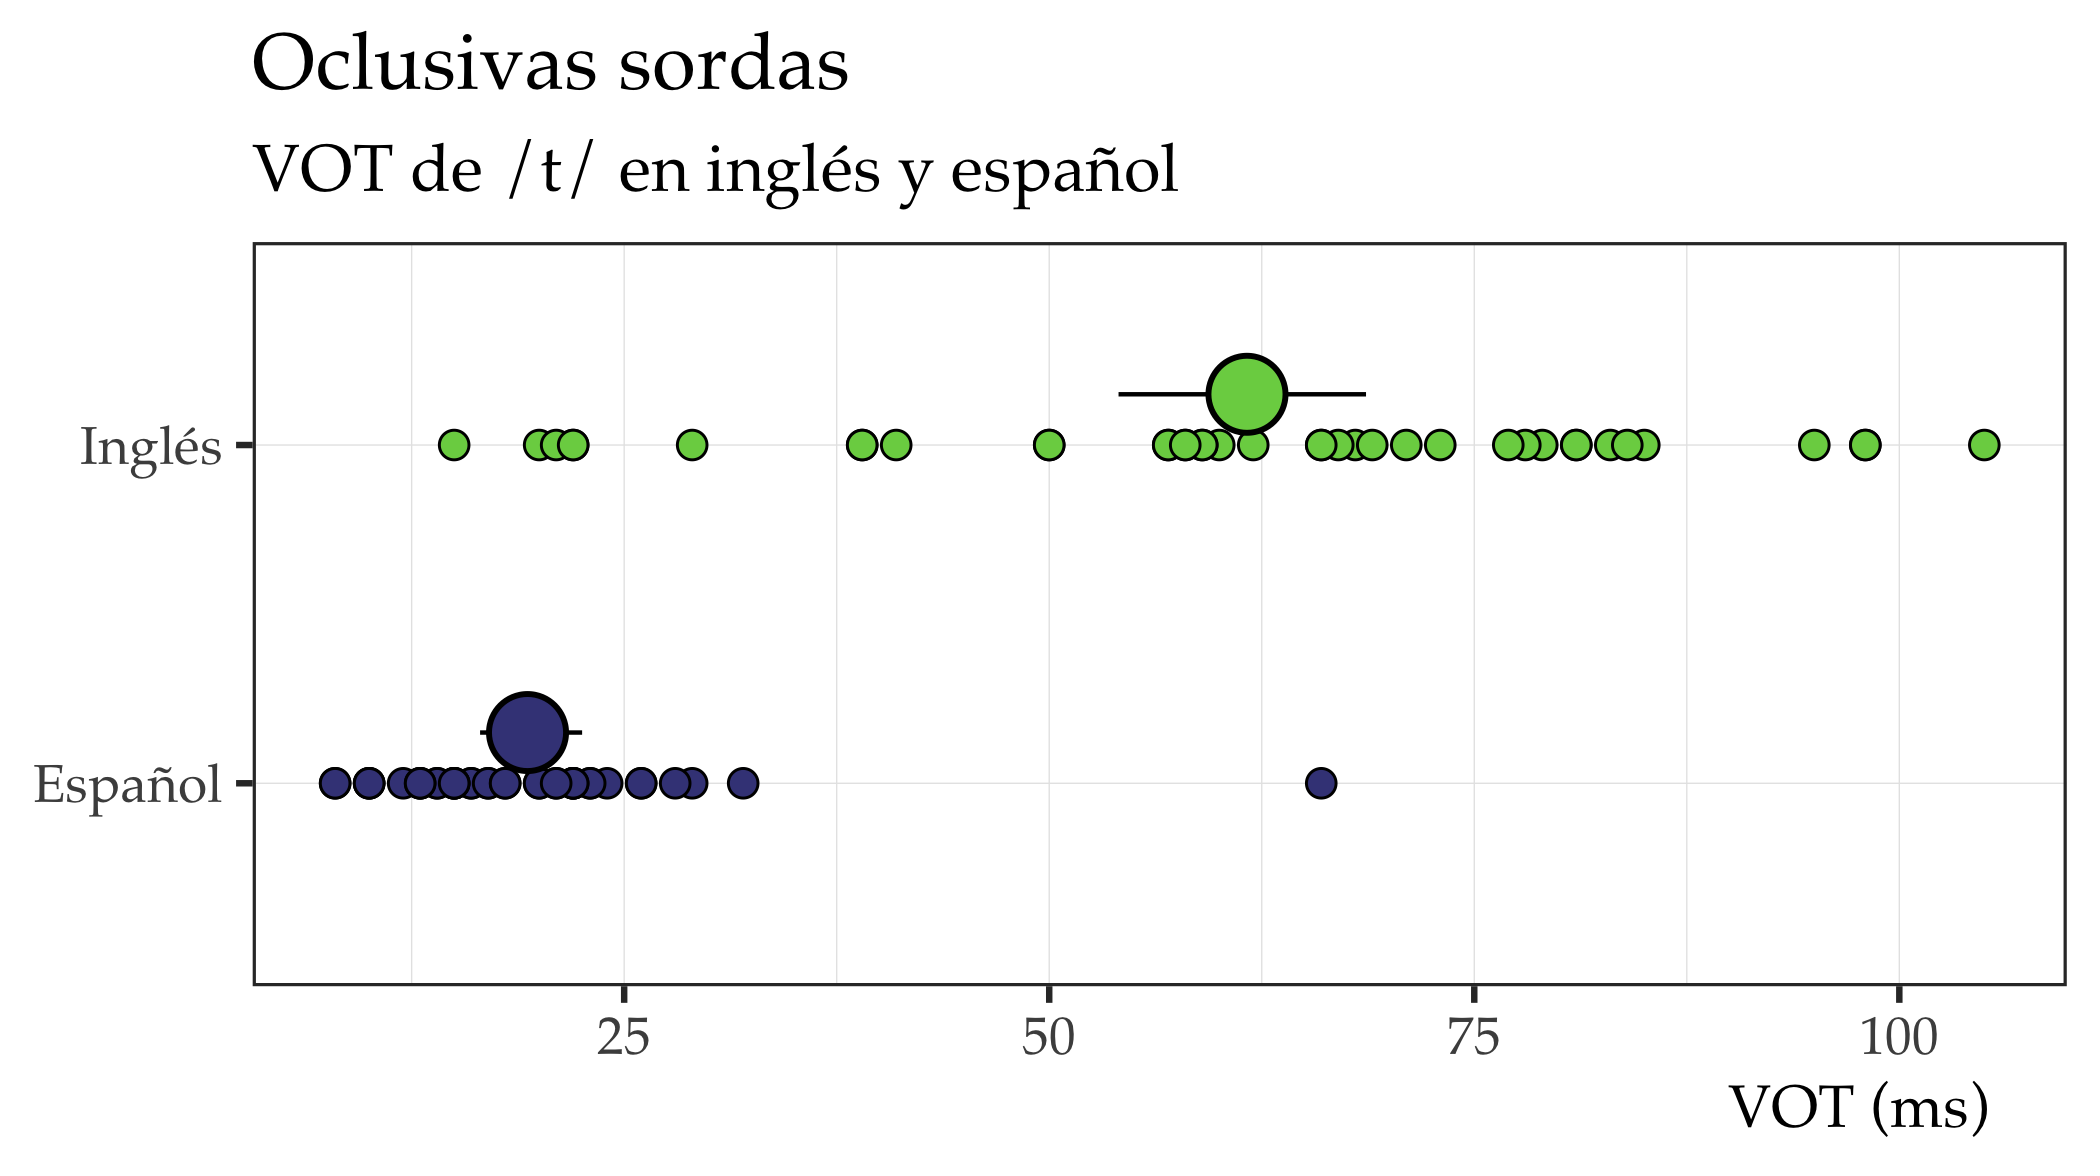 Oclusivas sordas
VOT de /t/ en inglés y español
Inglés
Español
25 50 75 100
VOT (ms)